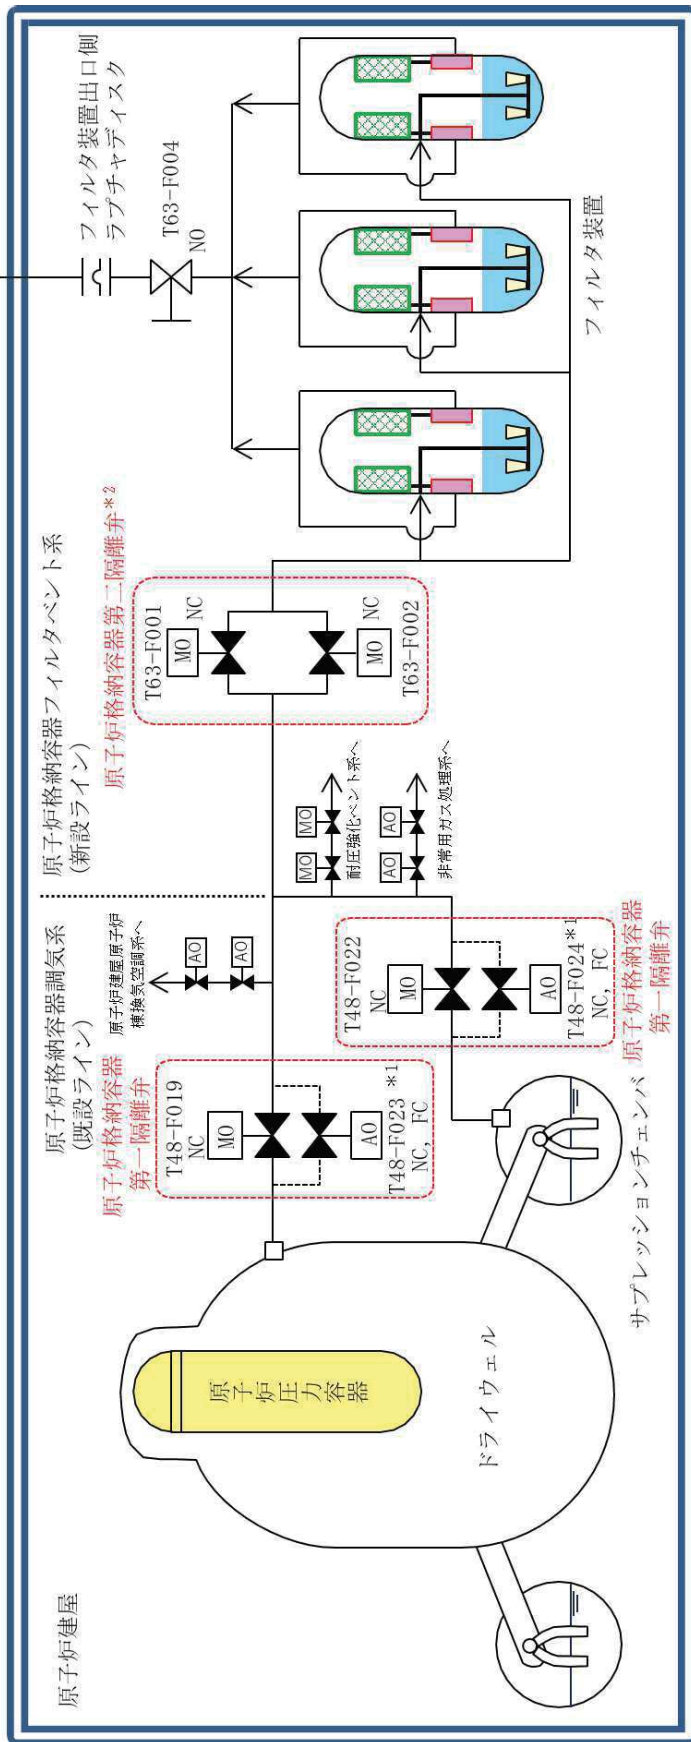 原子炉建屋
原子炉格納容器調気系
(既設ライン)
原子炉格納容器フィルタベント系
(新設ライン)
原子炉格納容器
第一隔離弁
T48-F019
NC
MO
AO
T48-F023 *1
NC, FC
原子炉建屋原子炉
棟換気空調系へ
AO
AO
原子炉格納容器第二隔離弁*2
T63-F001
MO
NC
MO
NC
T63-F002
フィルタ装置出口側
ラプチャディスク
T63-F004
NO
MO
MO
耐圧強化ベント系へ
AO
AO
非常用ガス処理系へ
T48-F022
NC
MO
AO
T48-F024*1
NC, FC
原子炉格納容器
第一隔離弁
フィルタ装置
原子炉圧力容器
ドライウェル
サプレッションチェンバ